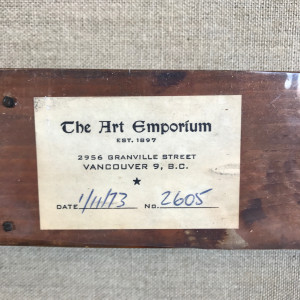 The Art Emporium
EST. 1897
2956 GRANVILLE STREET
VANCOUVER 9, B.C.
★
DATE 1/11/73 No. 2605